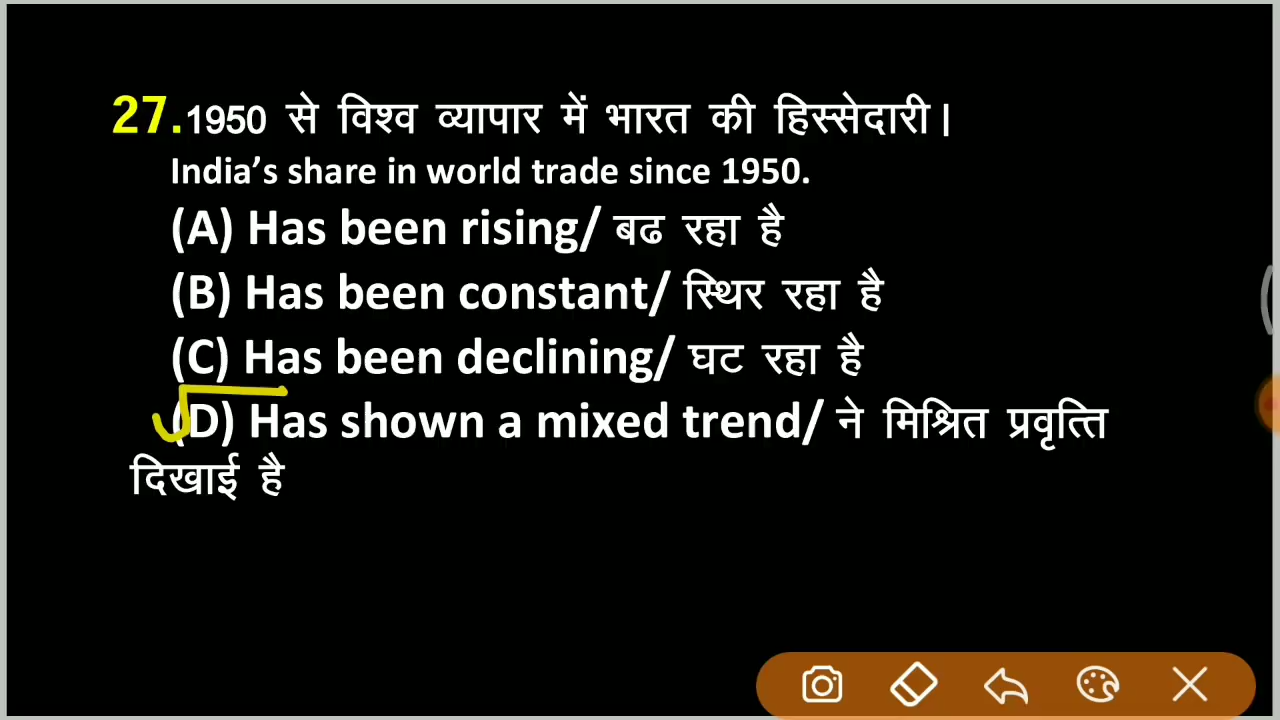 27.1950 से विश्व व्यापार में भारत की हिस्सेदारी।
India’s share in world trade since 1950.
(A) Has been rising/ बढ रहा है
(B) Has been constant/ स्थिर रहा है
(C) Has been declining/ घट रहा है
(D) Has shown a mixed trend/ ने मिश्रित प्रवृत्ति
दिखाई है